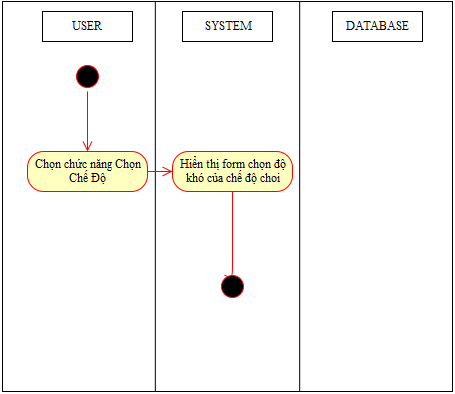 USER
SYSTEM
DATABASE
Chọn chức năng Chọn
Chế Độ
Hiển thị form chọn độ
khó của chế độ choi